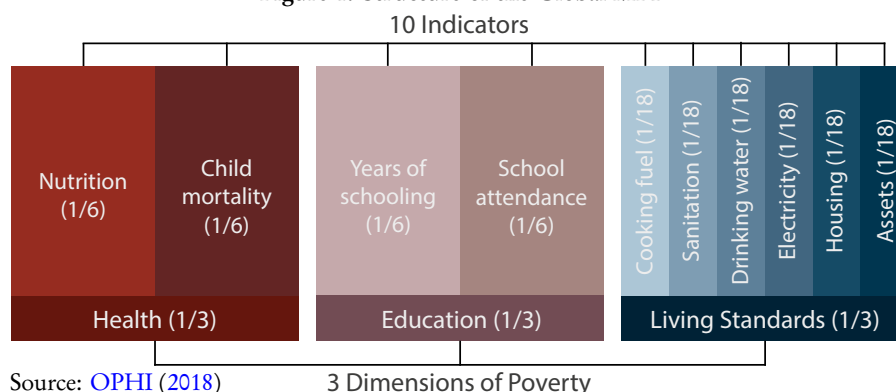 10 Indicators
Nutrition
(1/6)
Child
mortality
(1/6)
Years of
schooling
(1/6)
School
attendance
(1/6)
Cooking fuel (1/18)
Sanitation (1/18)
Drinking water (1/18)
Electricity (1/18)
Housing (1/18)
Assets (1/18)
Health (1/3)
Education (1/3)
Living Standards (1/3)
Source: OPHI (2018)
3 Dimensions of Poverty